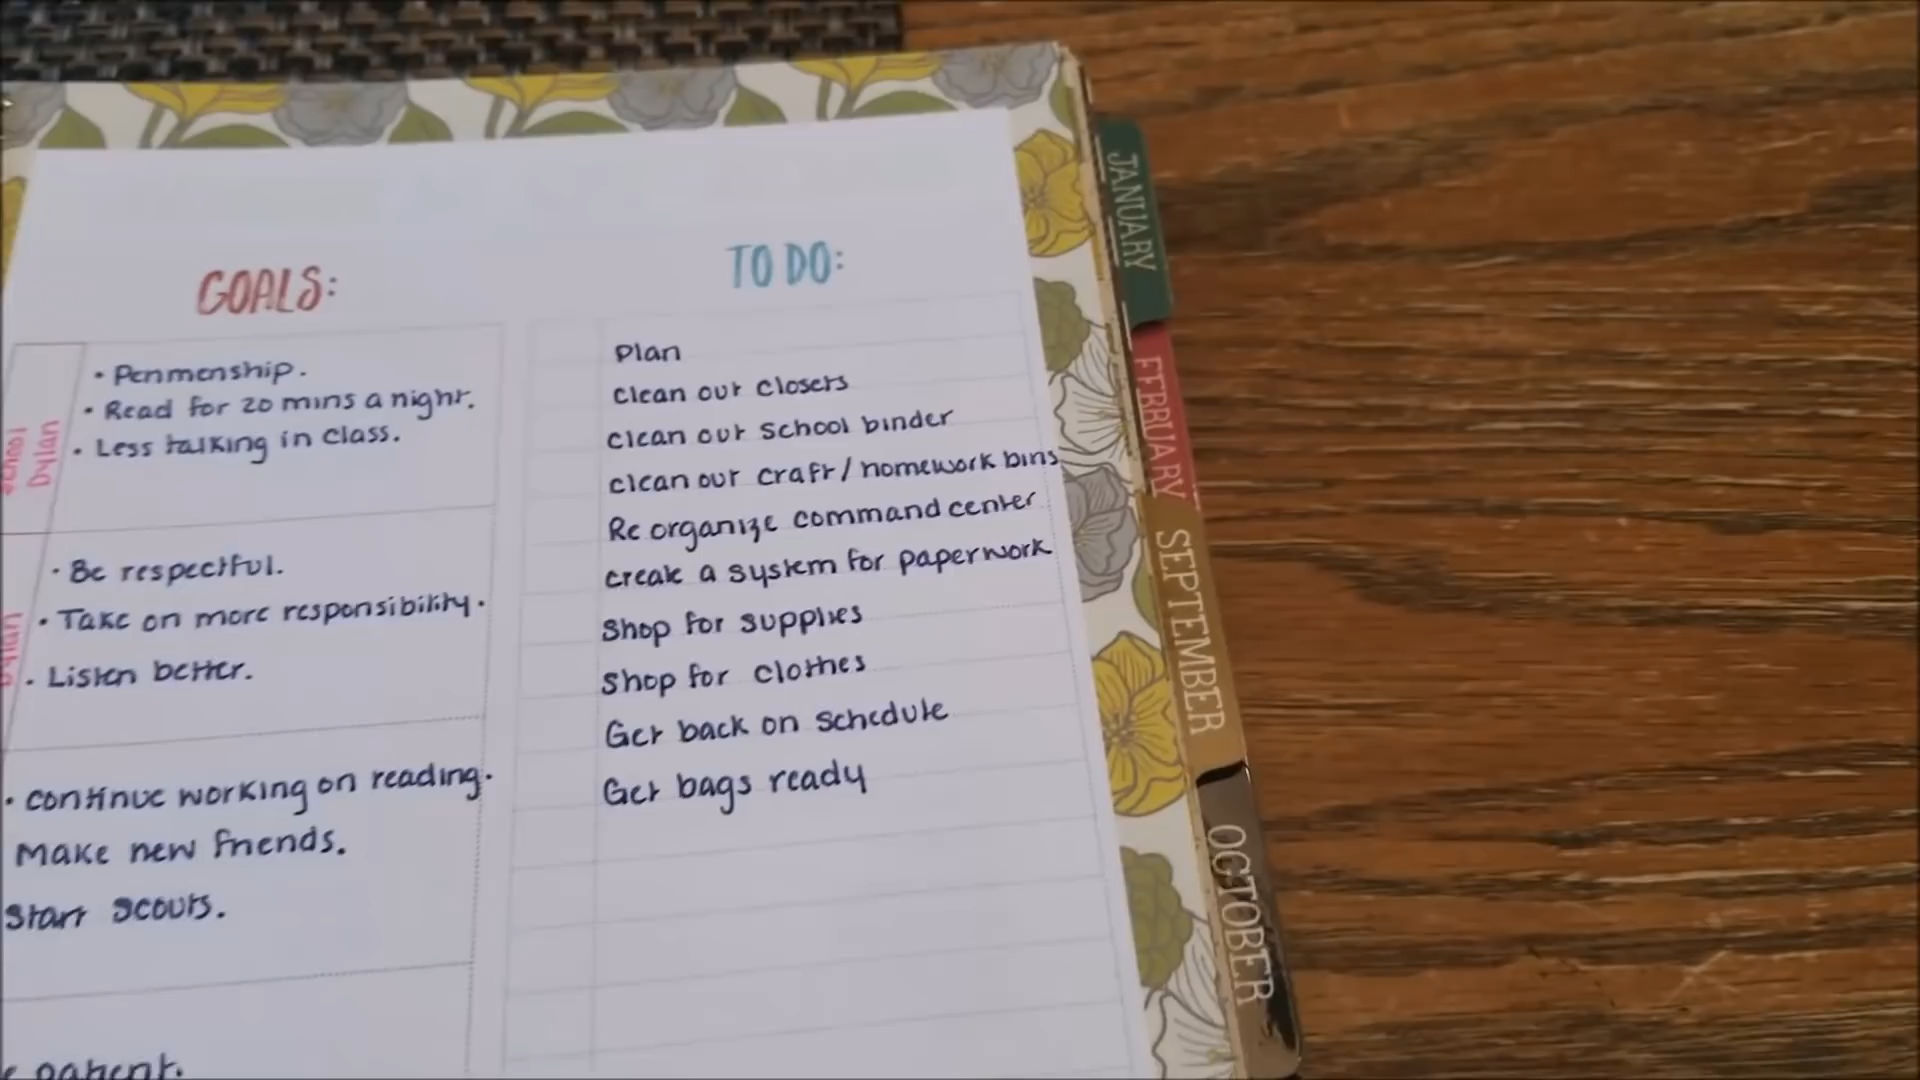 GOALS:
• Penmenship.
• Read for 20 mins a night.
• Less talking in class.
• Be respectful.
• Take on more responsibility.
• Listen better.
• continue working on reading.
Make new friends.
Start scouts.
patient.
TO DO:
Plan
clean out closets
clean out school binder
clean out craft/homework bins
Re organize command center
create a system for paperwork
Shop for supplies
Shop for clothes
Get back on schedule
Get bags ready
JANUARY
FEBRUARY
SEPTEMBER
OCTOBER